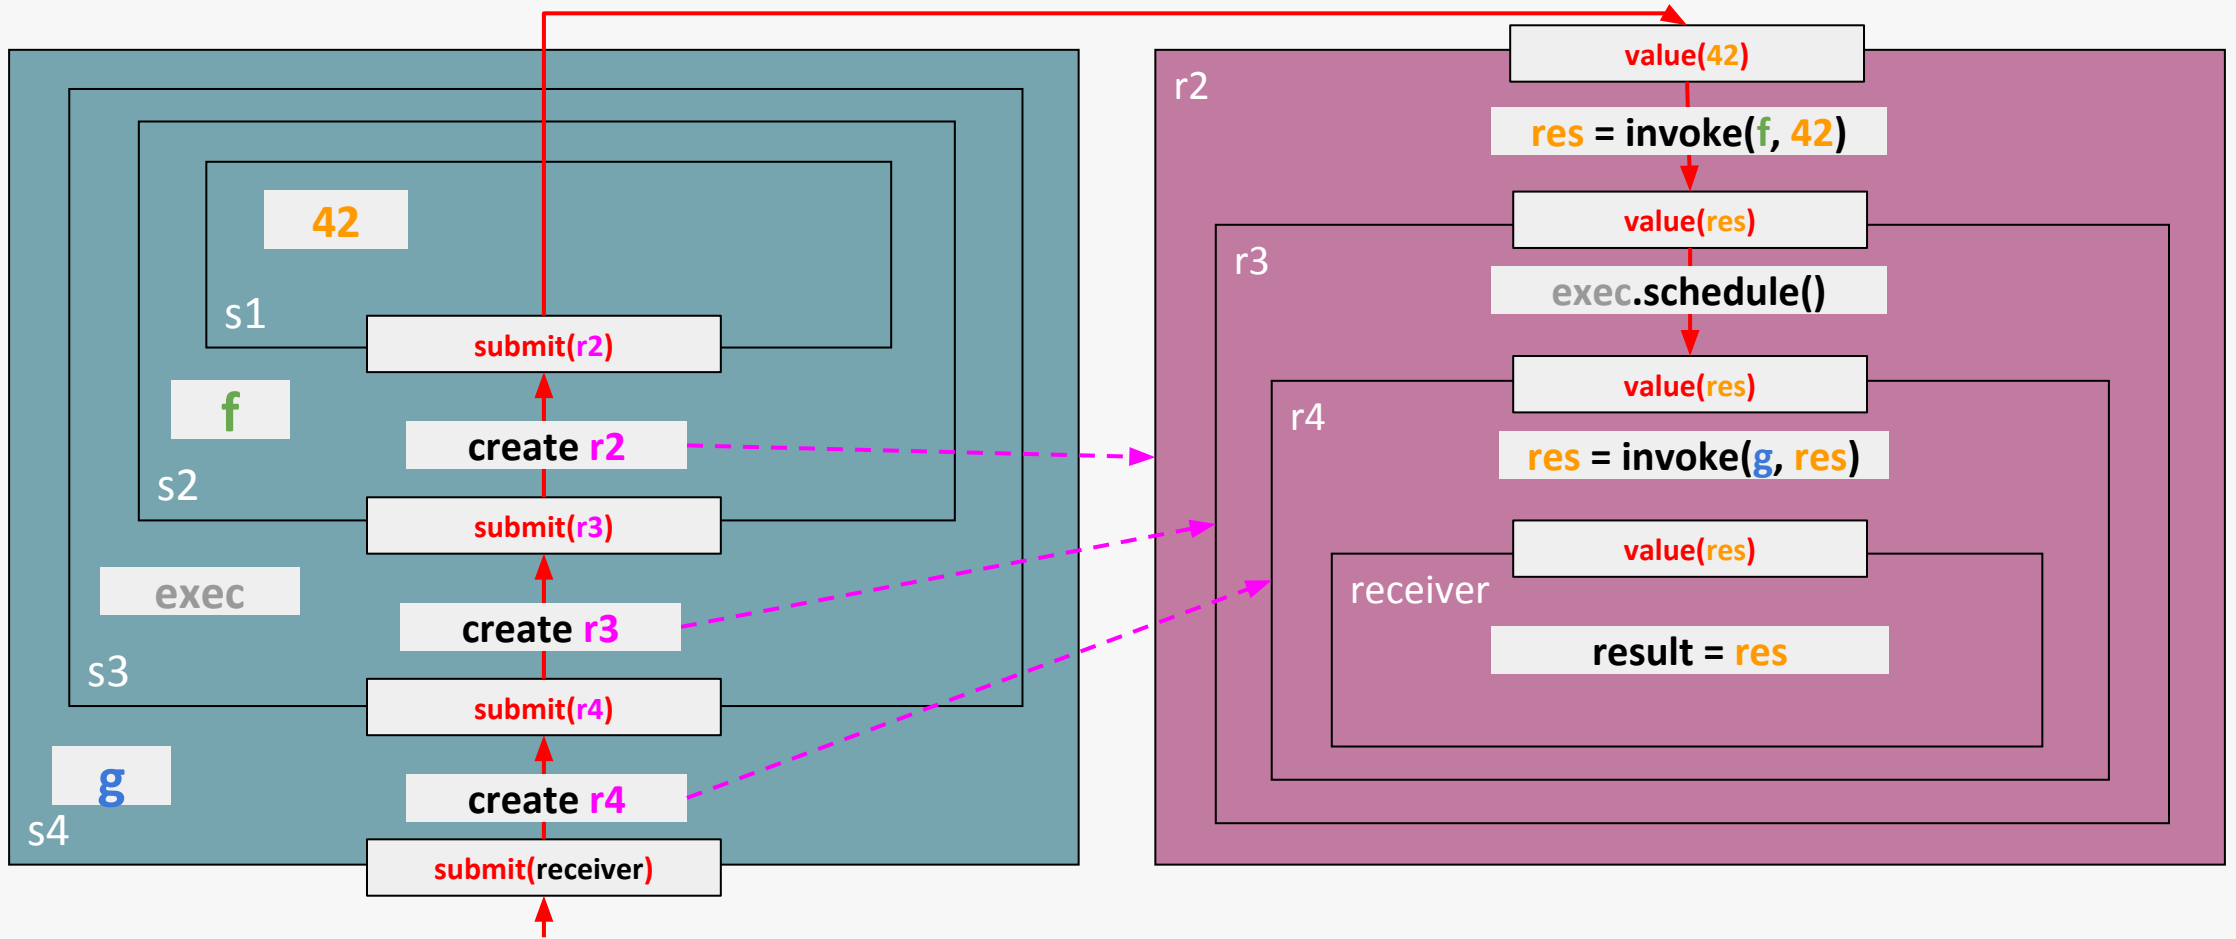 42
s1
submit(r2)
f
create r2
s2
submit(r3)
exec
create r3
s3
submit(r4)
g
create r4
s4
submit(receiver)
value(42)
r2
res = invoke(f, 42)
value(res)
r3
exec.schedule()
value(res)
r4
res = invoke(g, res)
value(res)
receiver
result = res